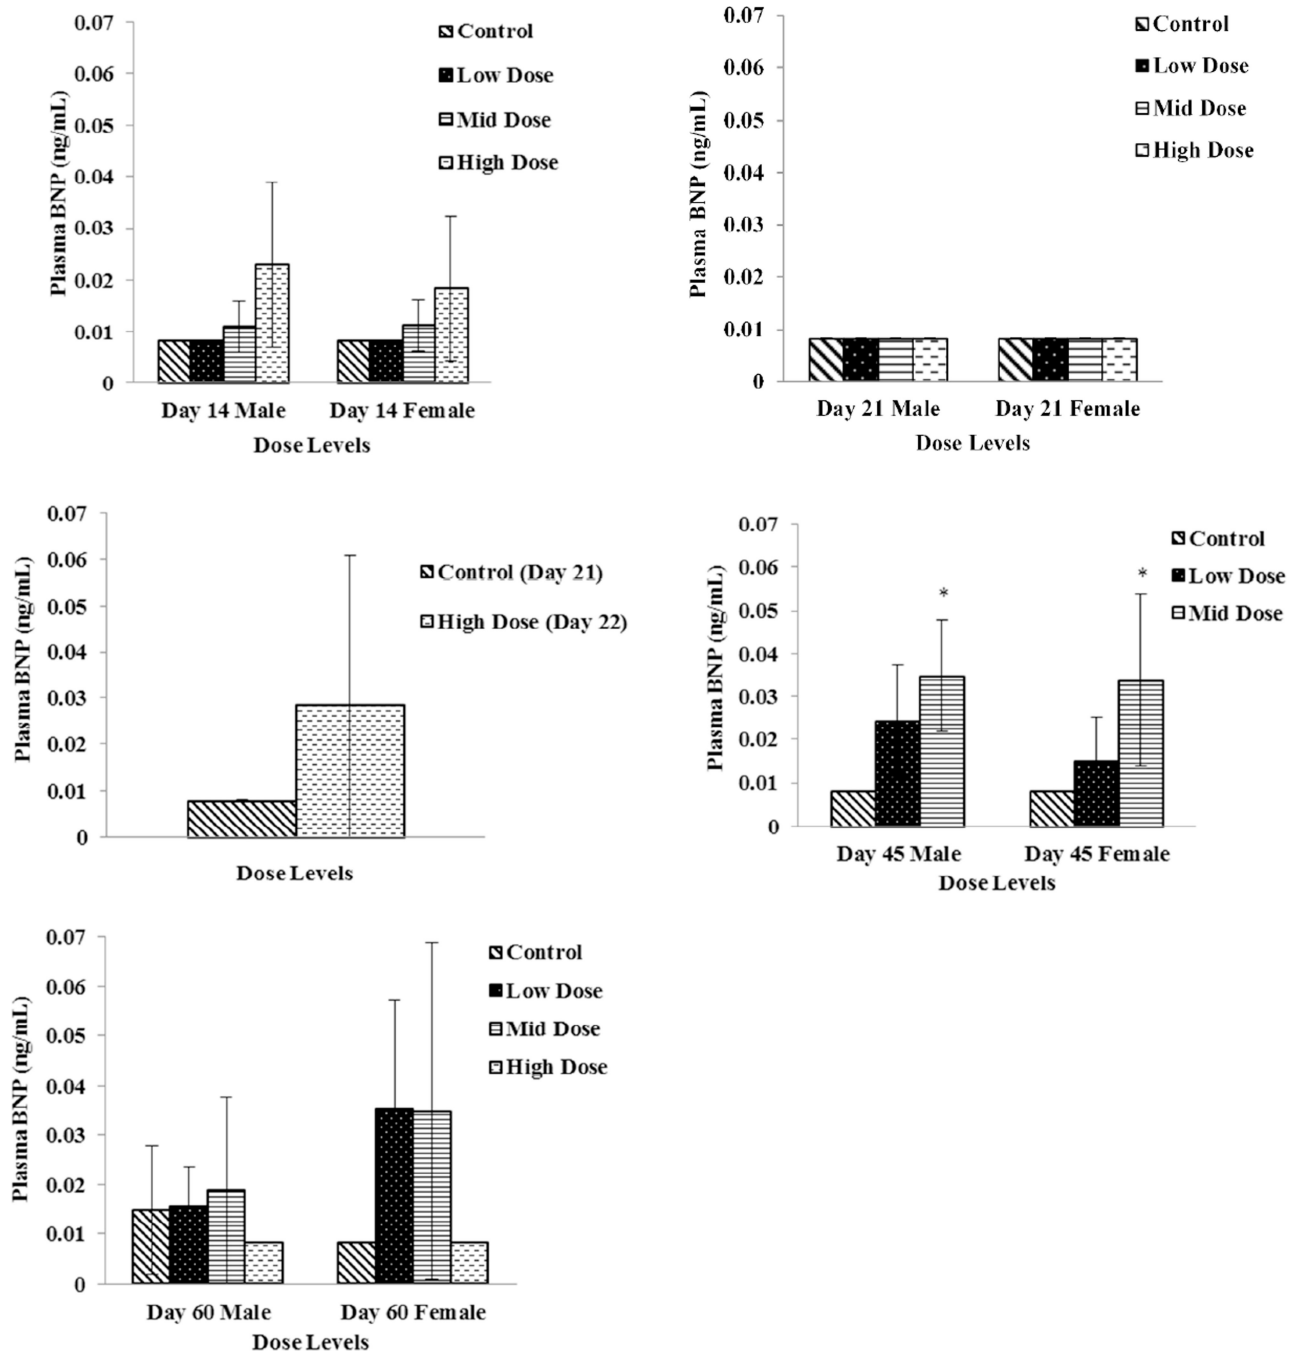 0.07
0.06
0.05
0.04
0.03
0.02
0.01
0
Plasma BNP (ng/mL)
Control
Low Dose
Mid Dose
High Dose
Day 14 Male
Day 14 Female
Dose Levels
0.07
0.06
0.05
0.04
0.03
0.02
0.01
0
Plasma BNP (ng/mL)
Control
Low Dose
Mid Dose
High Dose
Day 21 Male
Day 21 Female
Dose Levels
0.07
0.06
0.05
0.04
0.03
0.02
0.01
0
Plasma BNP (ng/mL)
Control (Day 21)
High Dose (Day 22)
Dose Levels
0.07
0.06
0.05
0.04
0.03
0.02
0.01
0
Plasma BNP (ng/mL)
*
*
Control
Low Dose
Mid Dose
Day 45 Male
Day 45 Female
Dose Levels
0.07
0.06
0.05
0.04
0.03
0.02
0.01
0
Plasma BNP (ng/mL)
Control
Low Dose
Mid Dose
High Dose
Day 60 Male
Day 60 Female
Dose Levels